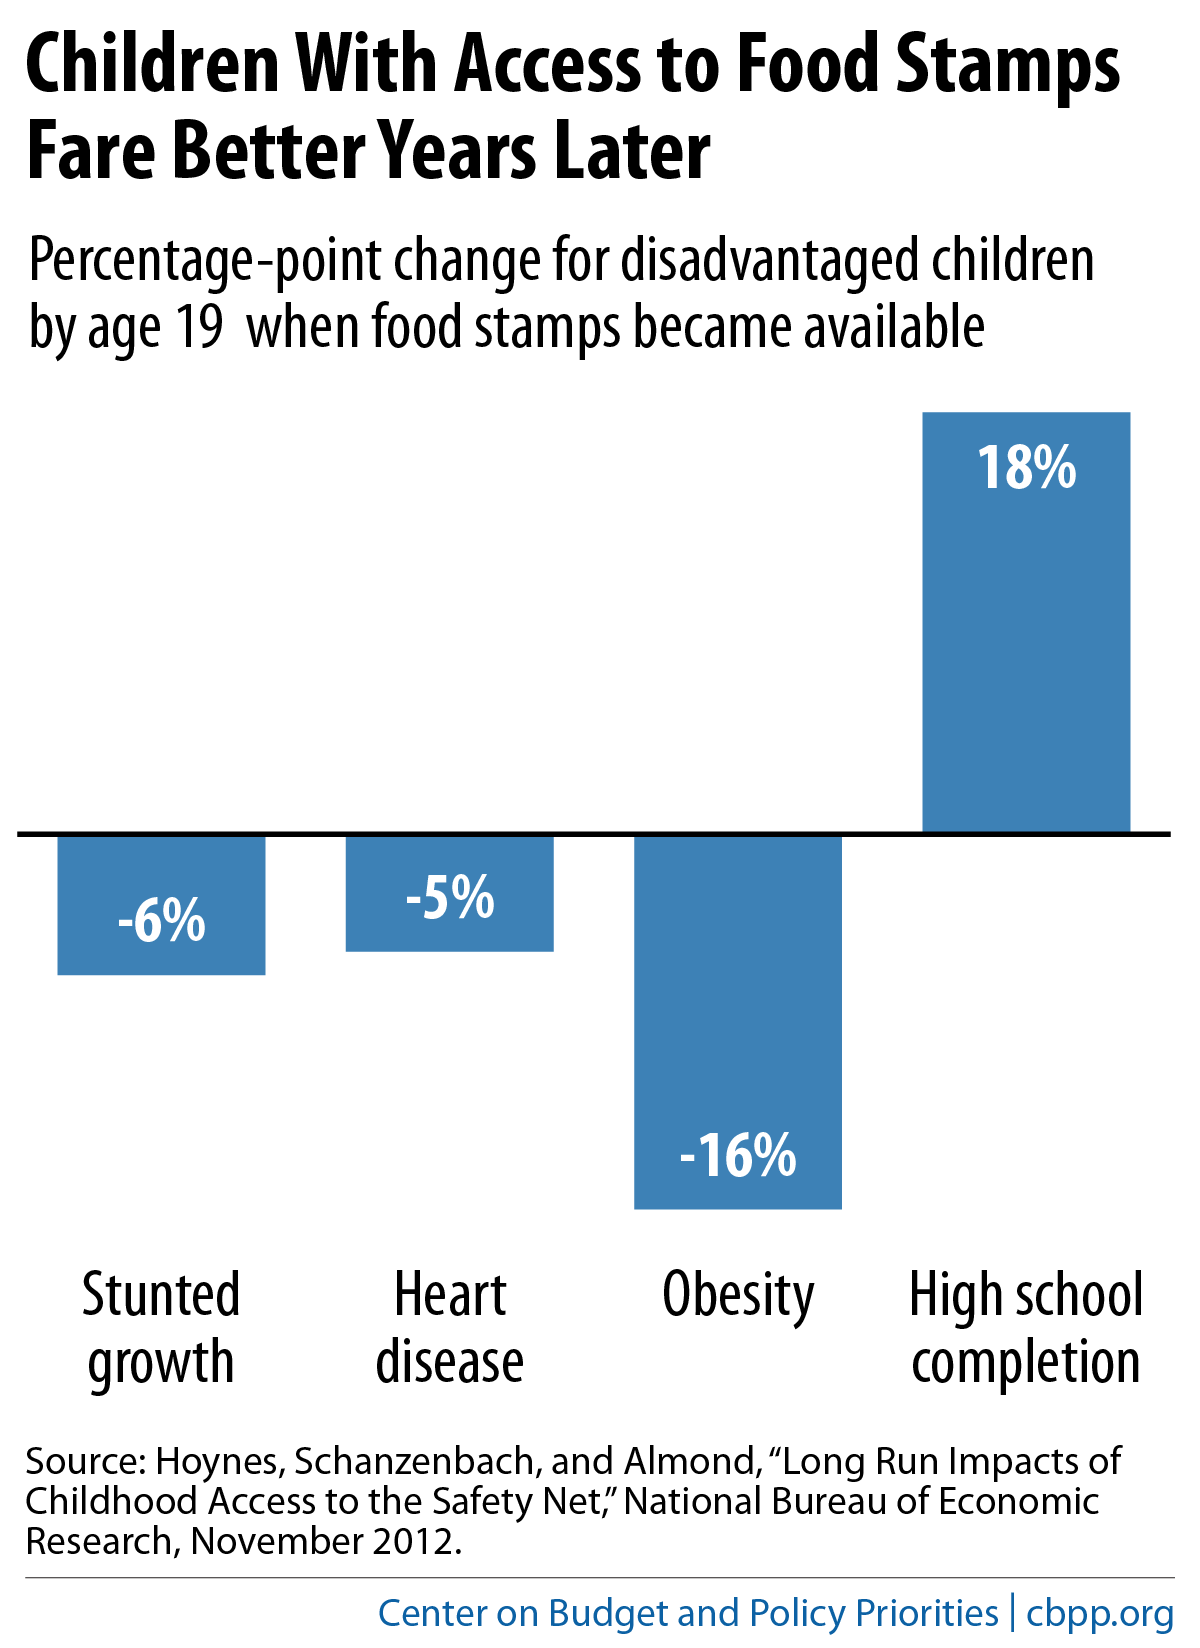 Children With Access to Food Stamps
Fare Better Years Later
Percentage-point change for disadvantaged children
by age 19  when food stamps became available
18%
-6%
-5%
-16%
Stunted
growth
Heart
disease
Obesity
High school
completion
Source: Hoynes, Schanzenbach, and Almond, “Long Run Impacts of
Childhood Access to the Safety Net,” National Bureau of Economic
Research, November 2012.
Center on Budget and Policy Priorities | cbpp.org